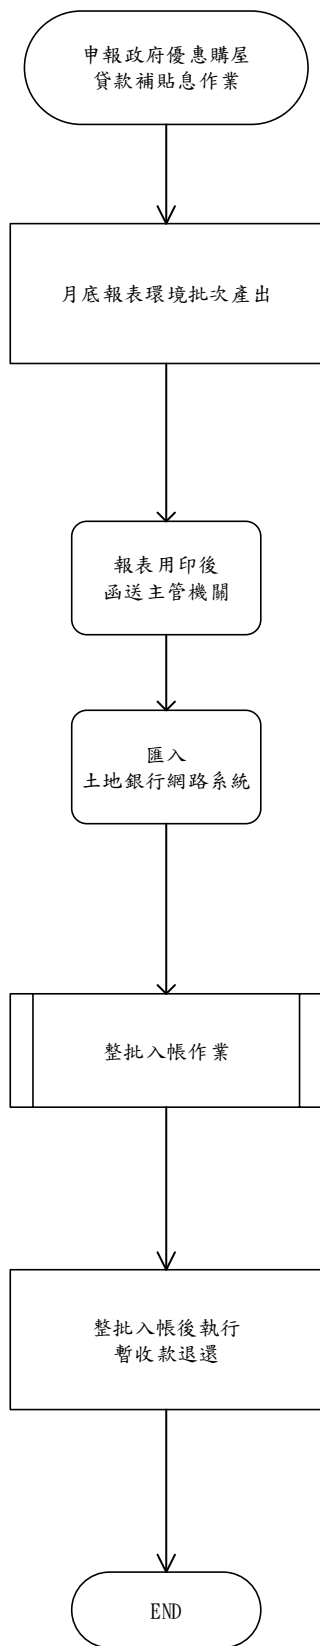 申報政府優惠購屋
貸款補貼息作業
月底報表環境批次產出
報表用印後
函送主管機關
匯入
土地銀行網路系統
整批入帳作業
整批入帳後執行
暫收款退還
END